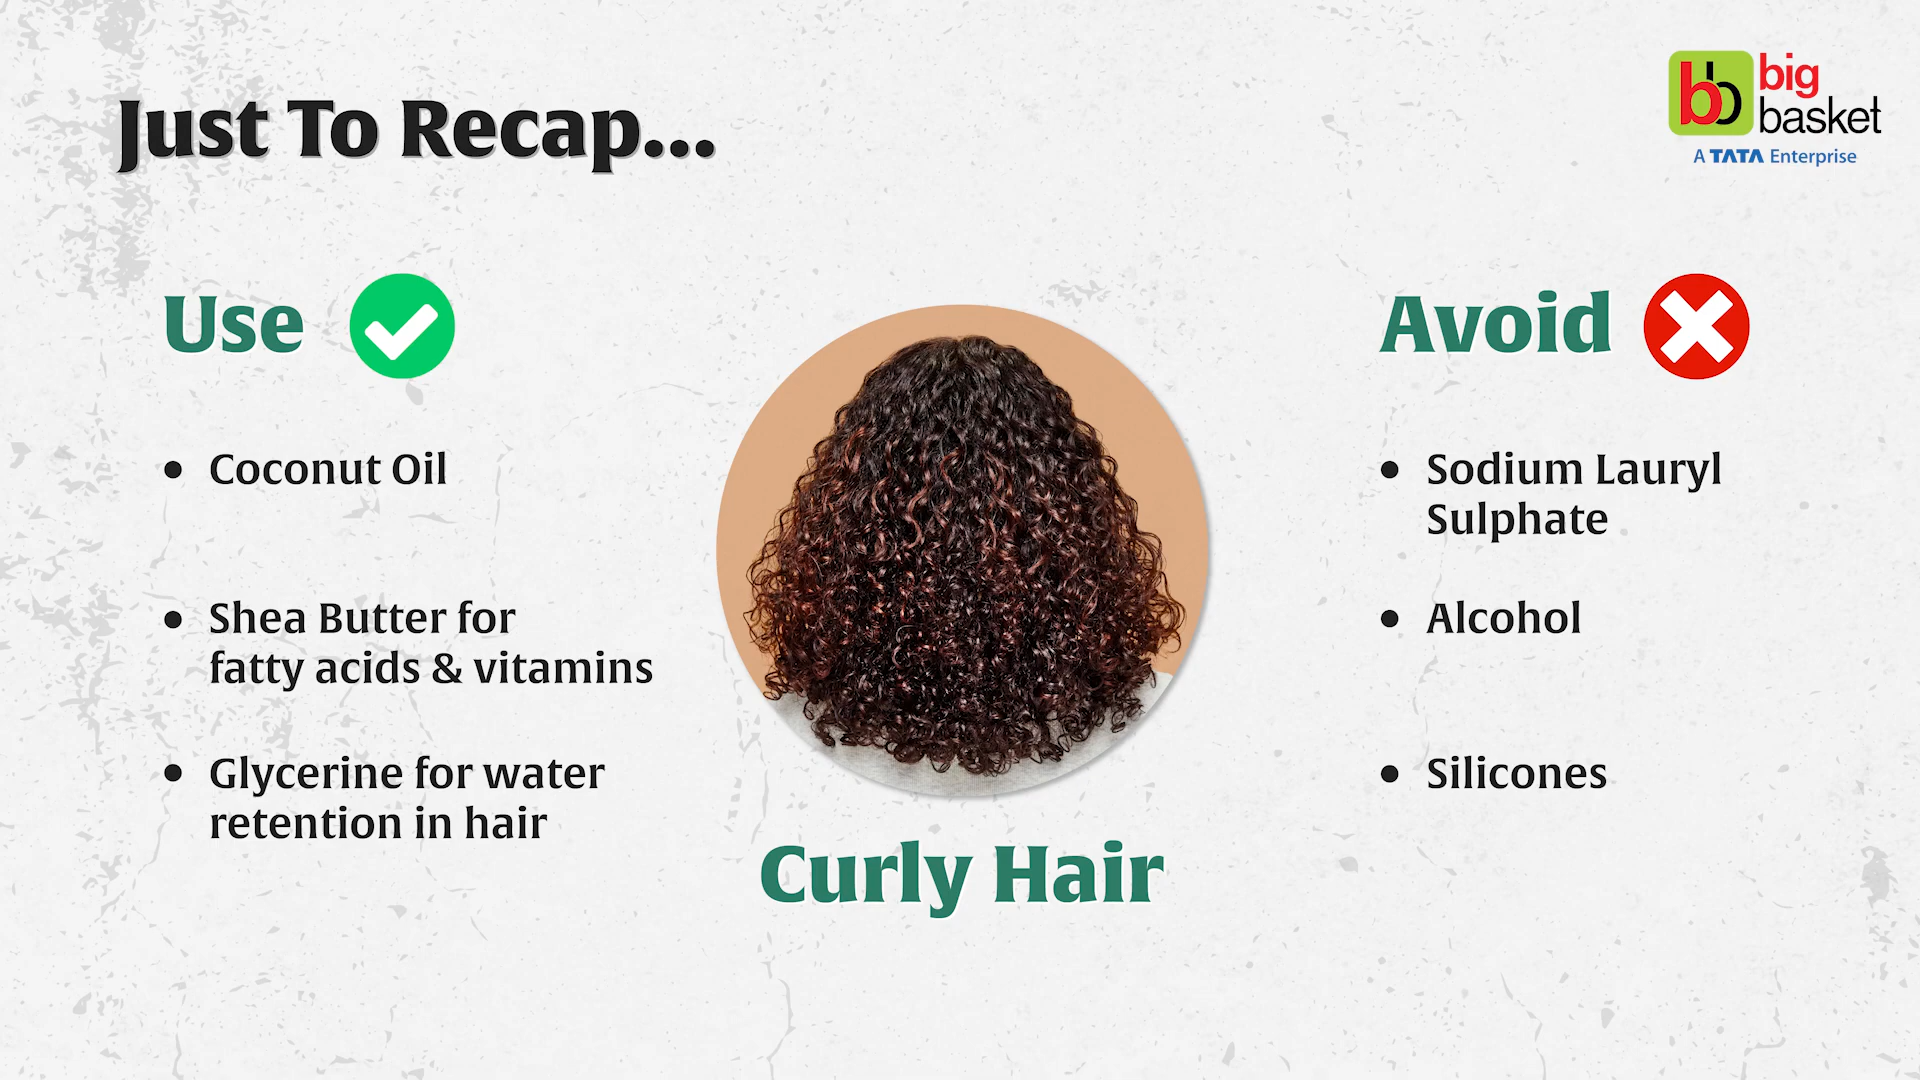 Just To Recap...
big
basket
A TATA Enterprise
Use
Coconut Oil
Shea Butter for
fatty acids & vitamins
Glycerine for water
retention in hair
Curly Hair
Avoid
Sodium Lauryl
Sulphate
Alcohol
Silicones